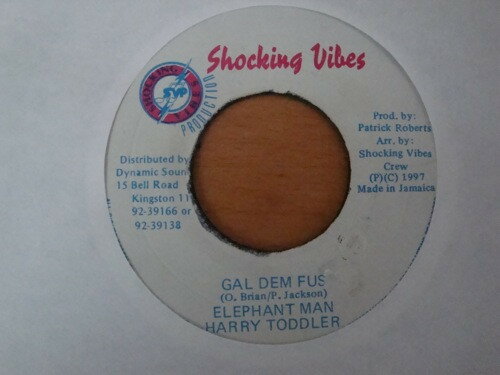 Shocking Vibes
SHOCKING VIBES
SVP
PRODUCTION
Prod. by:
Patrick Roberts
Arr. by:
Shocking Vibes
Crew
(P)(C) 1997
Made in Jamaica
Distributed by
Dynamic Soun
15 Bell Road
Kingston 11
92-39166 or
92-39138
GAL DEM FUS
(O. Brian/P. Jackson)
ELEPHANT MAN
HARRY TODDLER